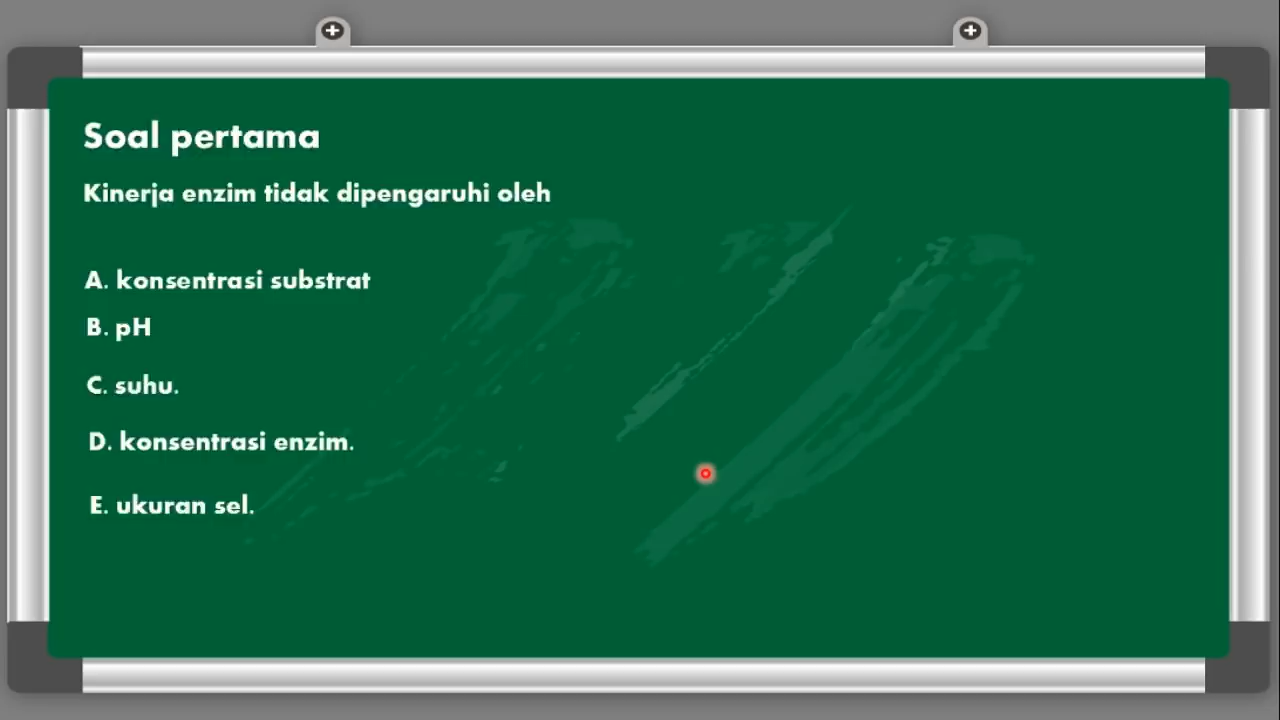 Soal pertama
Kinerja enzim tidak dipengaruhi oleh
A. konsentrasi substrat
B. pH
C. suhu.
D. konsentrasi enzim.
E. ukuran sel.